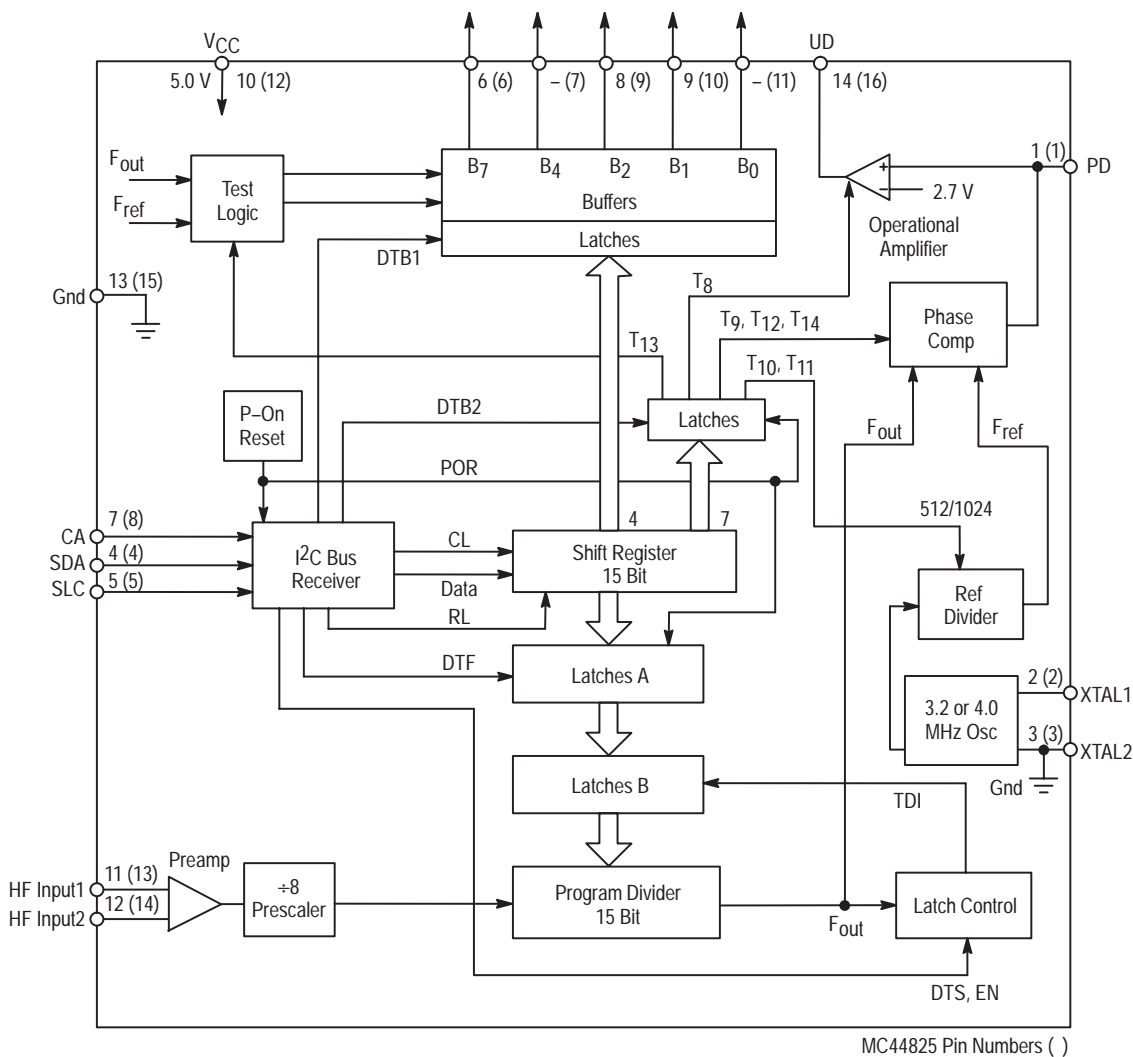 VCC
UD
5.0 V
10 (12)
6 (6)
– (7)
8 (9)
9 (10)
– (11)
14 (16)
Fout
Fref
Test
Logic
B7
B4
B2
B1
B0
Buffers
Latches
DTB1
+
–
2.7 V
Operational
Amplifier
1 (1)
PD
Gnd
13 (15)
T8
T9, T12, T14
T13
T10, T11
Phase
Comp
P–On
Reset
DTB2
Latches
Fout
Fref
POR
512/1024
CA
7 (8)
SDA
4 (4)
SLC
5 (5)
I2C Bus
Receiver
CL
Data
RL
4
7
Shift Register
15 Bit
Ref
Divider
DTF
Latches A
3.2 or 4.0
MHz Osc
2 (2)
XTAL1
3 (3)
XTAL2
Gnd
Latches B
TDI
HF Input1
11 (13)
HF Input2
12 (14)
Preamp
÷8
Prescaler
Program Divider
15 Bit
Fout
Latch Control
DTS, EN
MC44825 Pin Numbers ( )